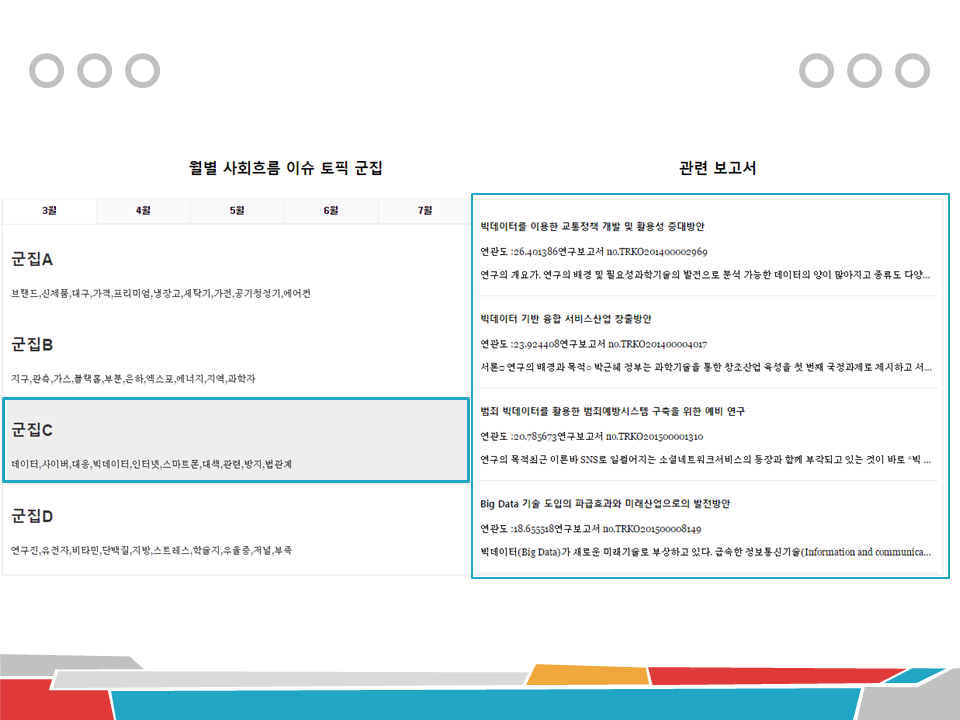 월별 사회흐름 이슈 토픽 군집
3월 4월 5월 6월 7월
군집A
브랜드,신제품,대구,가격,프리미엄,냉장고,세탁기,가전,공기청정기,에어컨
군집B
지구,관측,가스,블랙홀,부분,은하,엑스포,에너지,지역,과학자
군집C
데이터,사이버,대응,빅데이터,인터넷,스마트폰,대책,관련,방지,법관계
군집D
연구진,유전자,비타민,단백질,지방,스트레스,학술지,우울증,저널,부족
관련 보고서
빅데이터를 이용한 교통정책 개발 및 활용성 증대방안
연관도 :26.401386연구보고서 no.TRKO201400002969
연구의 개요가. 연구의 배경 및 필요성과학기술의 발전으로 분석 가능한 데이터의 양이 많아지고 종류도 다양...
빅데이터 기반 융합 서비스산업 창출방안
연관도 :23.924408연구보고서 no.TRKO201400004017
서론□ 연구의 배경과 목적○ 박근혜 정부는 과학기술을 통한 창조산업 육성을 첫 번째 국정과제로 제시하고 서...
범죄 빅데이터를 활용한 범죄예방시스템 구축을 위한 예비 연구
연관도 :20.785673연구보고서 no.TRKO201500001310
연구의 목적최근 이른바 SNS로 일컬어지는 소셜네트워크서비스의 등장과 함께 부각되고 있는 것이 바로 “빅 ...
Big Data 기술 도입의 파급효과와 미래산업으로의 발전방안
연관도 :18.655518연구보고서 no.TRKO201500008149
빅데이터(Big Data)가 새로운 미래기술로 부상하고 있다. 급속한 정보통신기술(Information and communica...